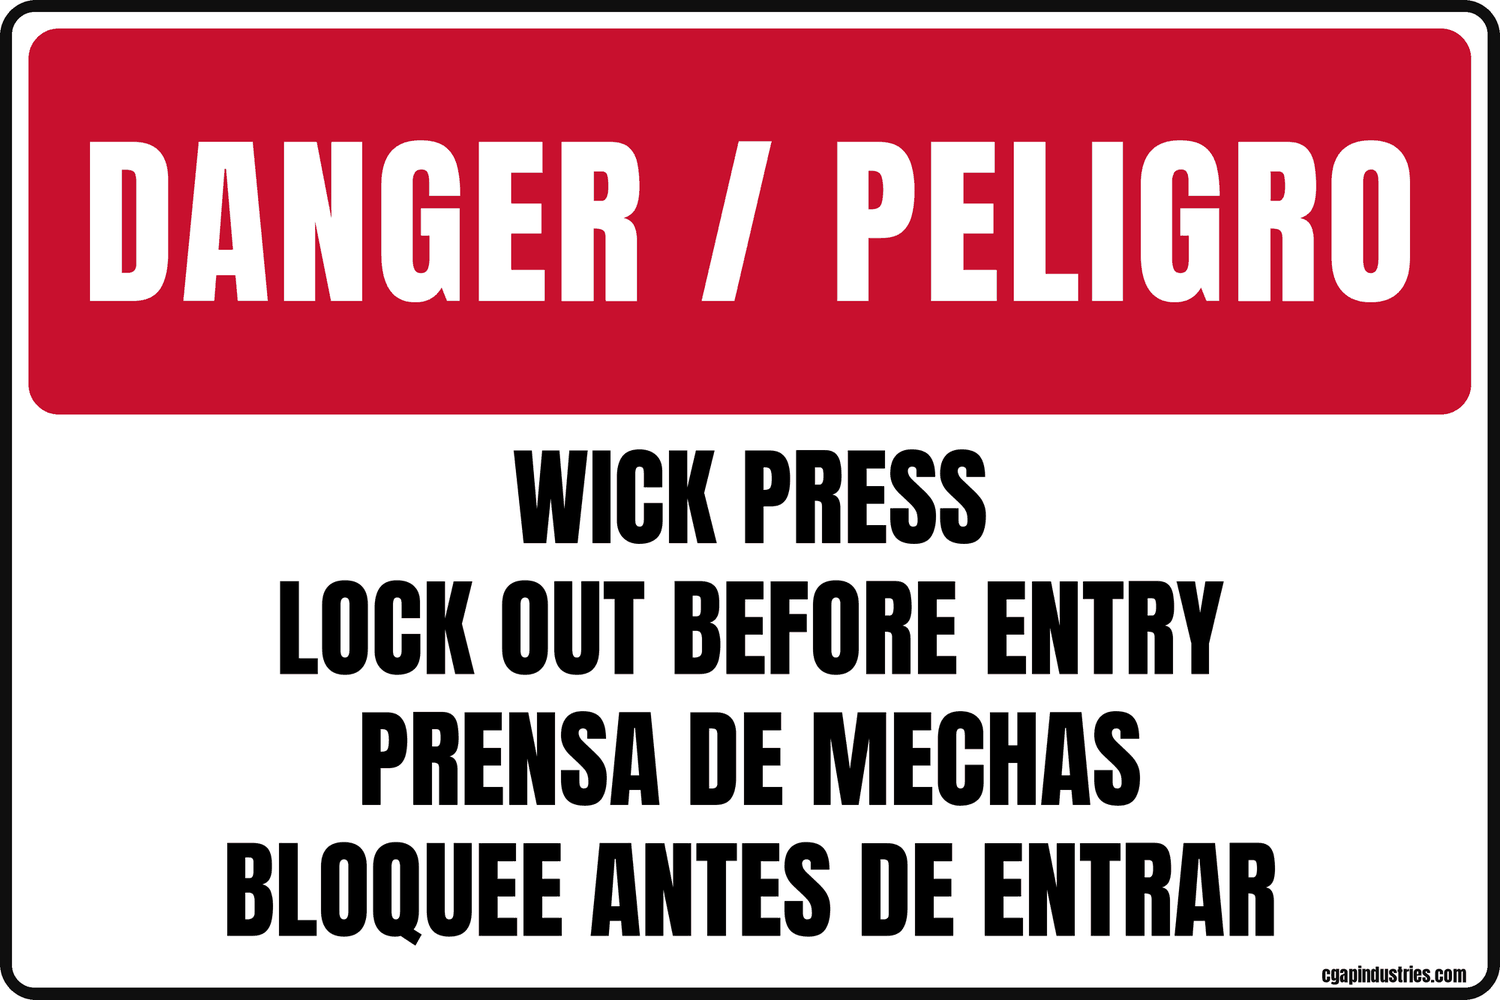 DANGER / PELIGRO
WICK PRESS
LOCK OUT BEFORE ENTRY
PRENSA DE MECHAS
BLOQUEE ANTES DE ENTRAR
cgapindustries.com